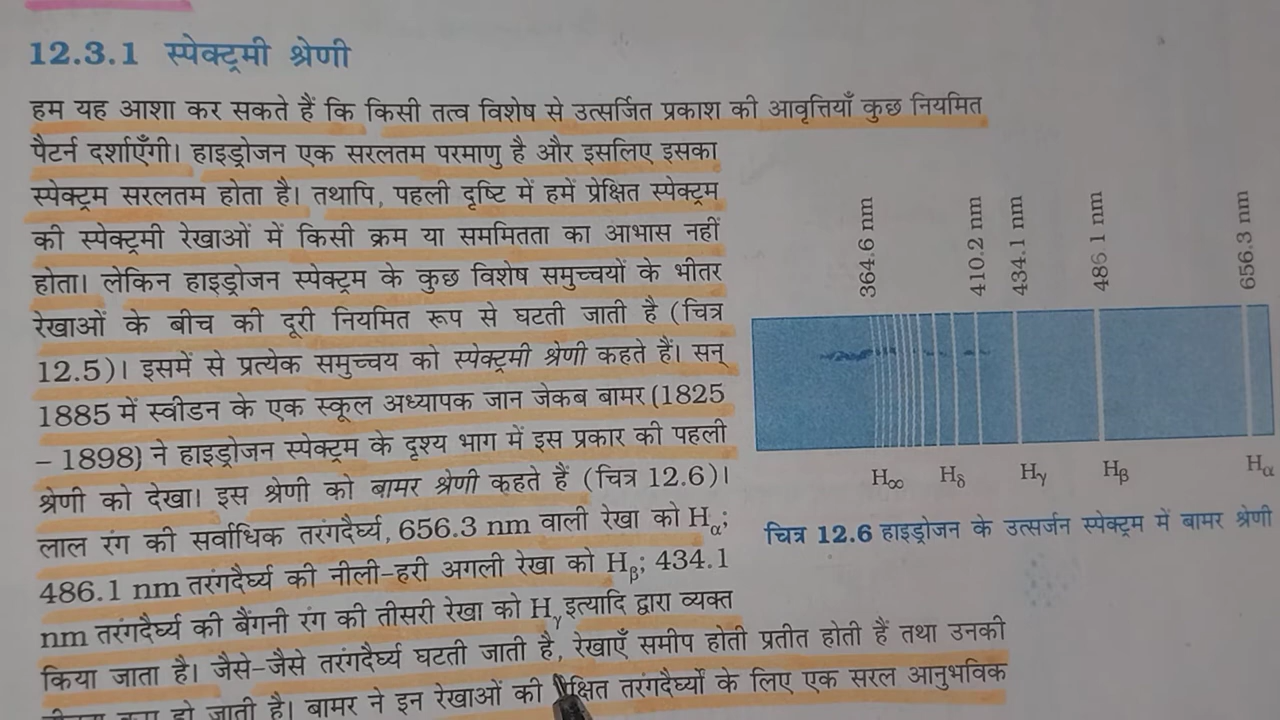 12.3.1 स्पेक्ट्रमी श्रेणी
हम यह आशा कर सकते हैं कि किसी तत्व विशेष से उत्सर्जित प्रकाश की आवृत्तियाँ कुछ नियमित
पैटर्न दर्शाएँगी। हाइड्रोजन एक सरलतम परमाणु है और इसलिए इसका
स्पेक्ट्रम सरलतम होता है। तथापि, पहली दृष्टि में हमें प्रेक्षित स्पेक्ट्रम
की स्पेक्ट्रमी रेखाओं में किसी क्रम या सममितता का आभास नहीं
होता। लेकिन हाइड्रोजन स्पेक्ट्रम के कुछ विशेष समुच्चयों के भीतर
रेखाओं के बीच की दूरी नियमित रूप से घटती जाती है (चित्र
12.5)। इसमें से प्रत्येक समुच्चय को स्पेक्ट्रमी श्रेणी कहते हैं। सन्
1885 में स्वीडन के एक स्कूल अध्यापक जान जेकब बामर (1825
– 1898) ने हाइड्रोजन स्पेक्ट्रम के दृश्य भाग में इस प्रकार की पहली
श्रेणी को देखा। इस श्रेणी को बामर श्रेणी कहते हैं (चित्र 12.6)।
लाल रंग की सर्वाधिक तरंगदैर्घ्य, 656.3 nm वाली रेखा को Hα;
486.1 nm तरंगदैर्घ्य की नीली-हरी अगली रेखा को Hβ; 434.1
nm तरंगदैर्घ्य की बैंगनी रंग की तीसरी रेखा को Hγ इत्यादि द्वारा व्यक्त
किया जाता है। जैसे-जैसे तरंगदैर्घ्य घटती जाती है, रेखाएँ समीप होती प्रतीत होती हैं तथा उनकी
हो जाती है। बामर ने इन रेखाओं की तरंगदैर्घ्यों के लिए एक सरल आनुभविक
364.6 nm
410.2 nm
434.1 nm
486.1 nm
656.3 nm
H∞
Hδ
Hγ
Hβ
Hα
चित्र 12.6 हाइड्रोजन के उत्सर्जन स्पेक्ट्रम में बामर श्रेणी